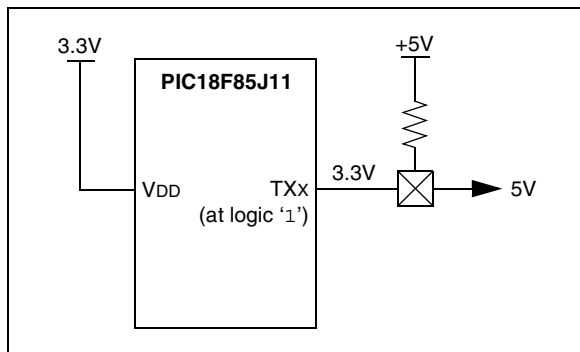 3.3V
+5V
PIC18F85J11
VDD
TXX
3.3V
5V
(at logic ‘1’)